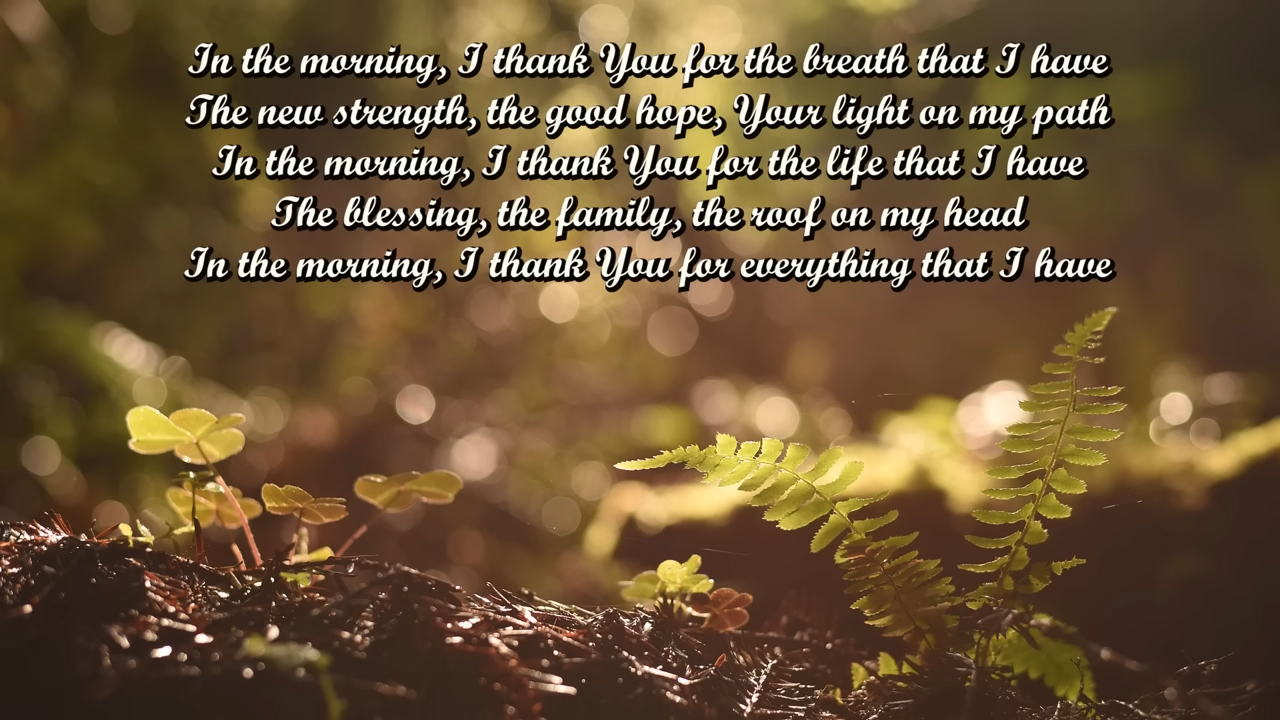 In the morning, I thank You for the breath that I have
The new strength, the good hope, Your light on my path
In the morning, I thank You for the life that I have
The blessing, the family, the roof on my head
In the morning, I thank You for everything that I have